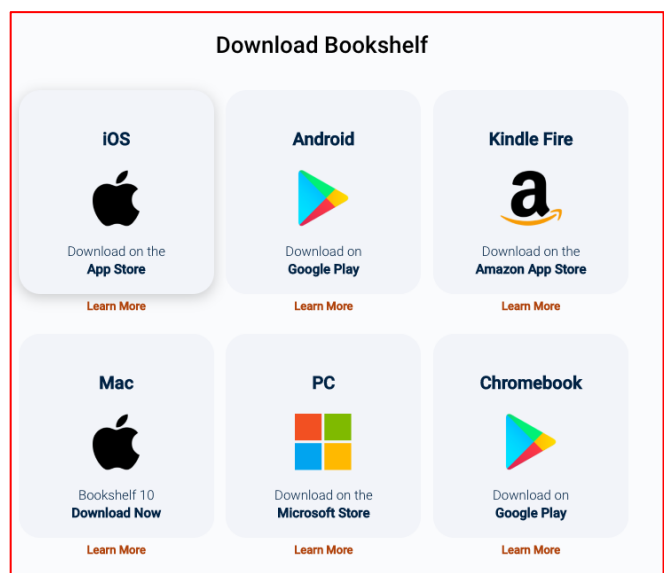 Download Bookshelf
iOS
Download on the
App Store
Learn More
Android
Download on
Google Play
Learn More
Kindle Fire
a
Download on the
Amazon App Store
Learn More
Mac
Bookshelf 10
Download Now
Learn More
PC
Download on the
Microsoft Store
Learn More
Chromebook
Download on
Google Play
Learn More